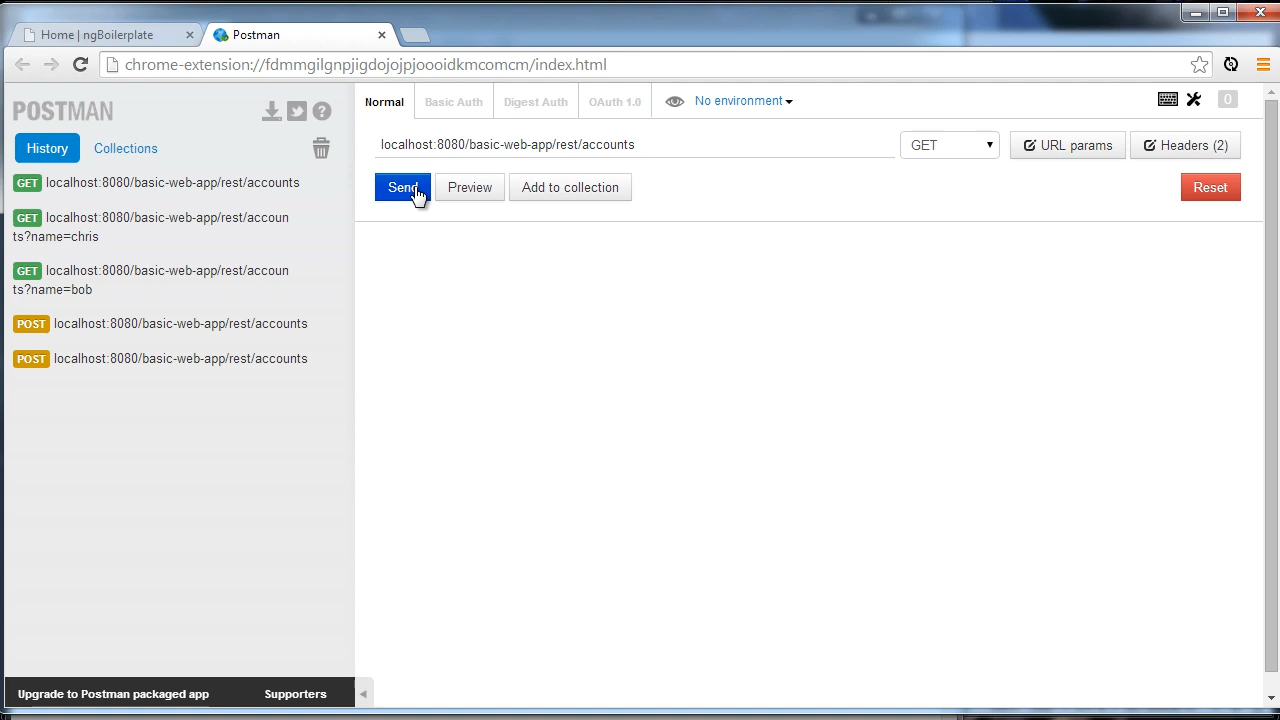 Home | ngBoilerplate
Postman
chrome-extension://fdmmgilgnpjigdojojpjoooidkmcomcm/index.html
POSTMAN
History
Collections
GET localhost:8080/basic-web-app/rest/accounts
GET localhost:8080/basic-web-app/rest/accoun
ts?name=chris
GET localhost:8080/basic-web-app/rest/accoun
ts?name=bob
POST localhost:8080/basic-web-app/rest/accounts
POST localhost:8080/basic-web-app/rest/accounts
Upgrade to Postman packaged app
Supporters
Normal
Basic Auth
Digest Auth
OAuth 1.0
No environment
0
localhost:8080/basic-web-app/rest/accounts
GET
URL params
Headers (2)
Send
Preview
Add to collection
Reset